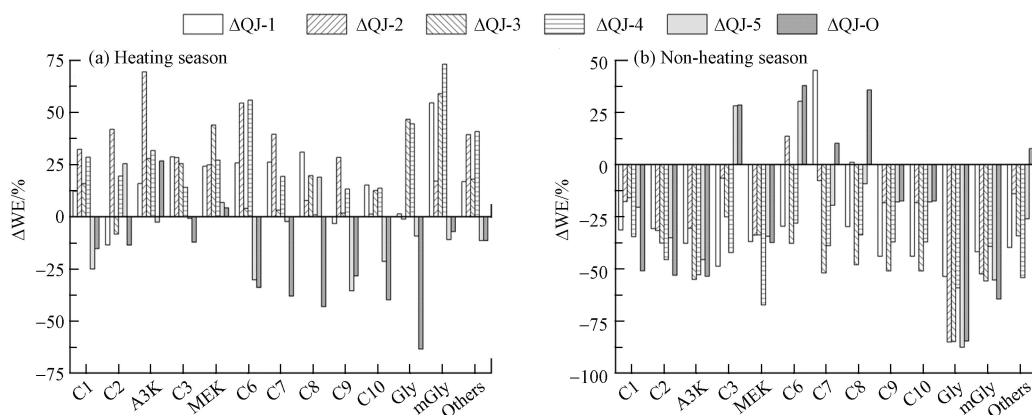 ΔQJ-1 ΔQJ-2 ΔQJ-3 ΔQJ-4 ΔQJ-5 ΔQJ-O
(a) Heating season
ΔWE/%
75
50
25
0
−25
−50
−75
C1 C2 A3K C3 MEK C6 C7 C8 C9 C10 Gly mGly Others
(b) Non-heating season
ΔWE/%
50
25
0
−25
−50
−75
−100
C1 C2 A3K C3 MEK C6 C7 C8 C9 C10 Gly mGly Others